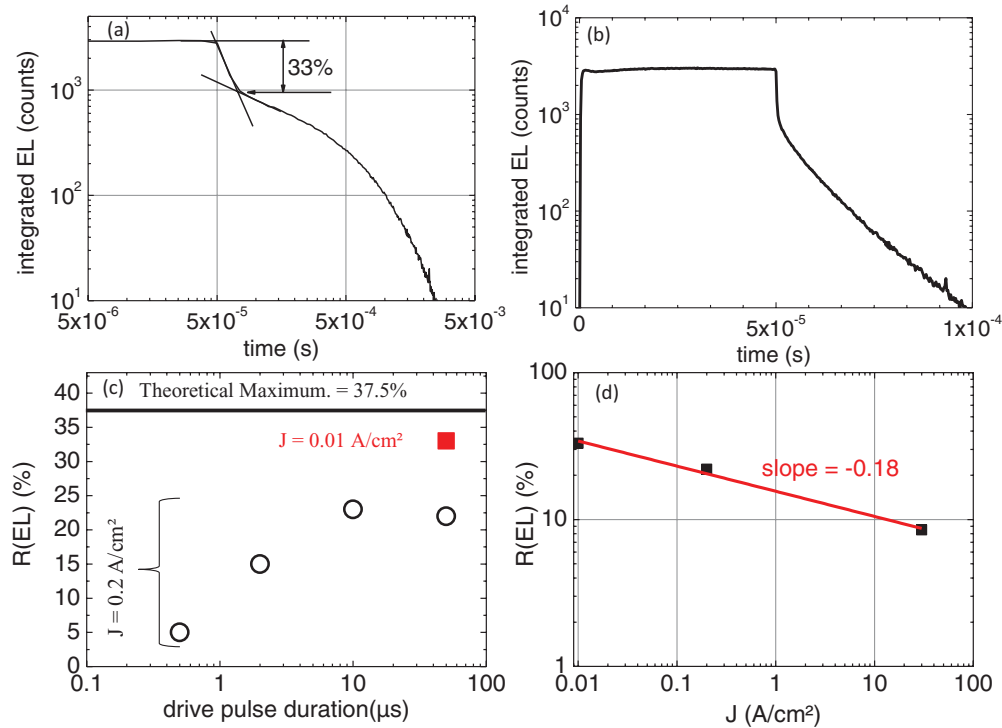 (a)
33%
10³
10²
10¹
5x10⁻⁶
5x10⁻⁵
5x10⁻⁴
5x10⁻³
time (s)
integrated EL (counts)
(b)
10⁴
10³
10²
10¹
0
5x10⁻⁵
1x10⁻⁴
time (s)
integrated EL (counts)
(c)
Theoretical Maximum. = 37.5%
J = 0.01 A/cm²
J = 0.2 A/cm²
45
40
35
30
25
20
15
10
5
0
0.1
1
10
100
drive pulse duration(µs)
R(EL) (%)
(d)
slope = -0.18
100
10
1
0.01
0.1
1
10
100
J (A/cm²)
R(EL) (%)